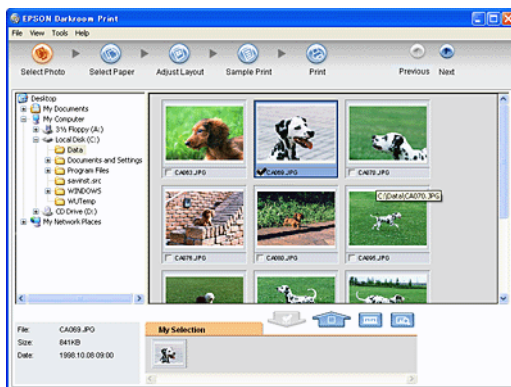 EPSON Darkroom Print
File View Tools Help
Select Photo Select Paper Adjust Layout Sample Print Print Previous Next
Desktop
My Documents
My Computer
3½ Floppy (A:)
Local Disk (C:)
Data
Documents and Settings
Program Files
savinst.src
WINDOWS
WUTemp
CD Drive (D:)
My Network Places
CA063.JPG CA069.JPG CA070.JPG
C:\Data\CA070.JPG
CA076.JPG CA080.JPG CA095.JPG
File: CA069.JPG
Size: 841KB
Date: 1998.10.08 09:00
My Selection